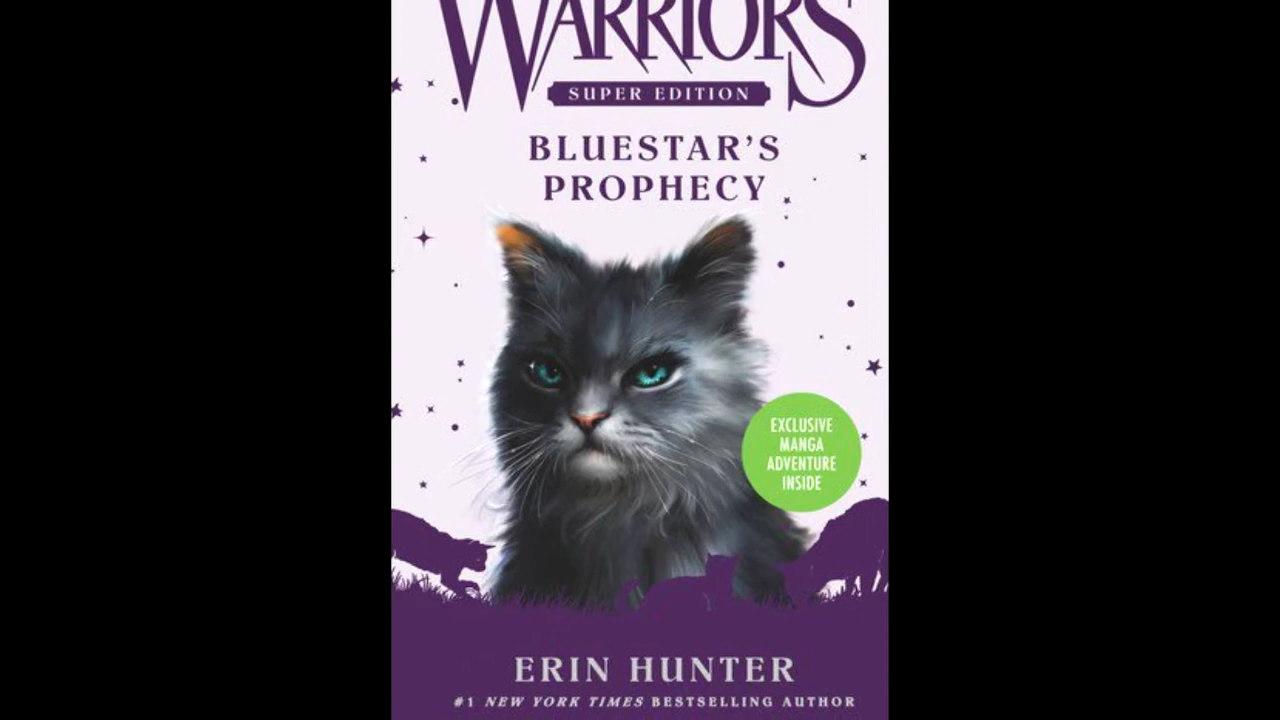 WARRIORS
SUPER EDITION
BLUESTAR'S
PROPHECY
EXCLUSIVE
MANGA
ADVENTURE
INSIDE
ERIN HUNTER
#1 NEW YORK TIMES BESTSELLING AUTHOR